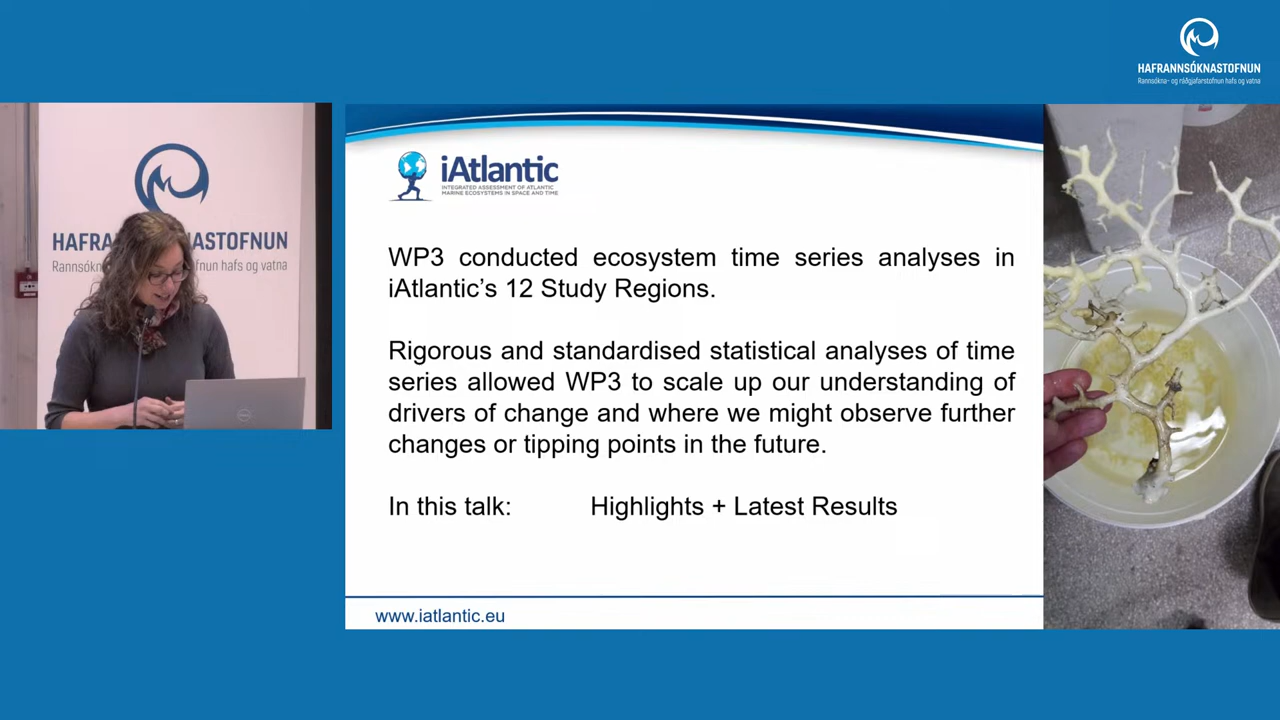 HAFRANNSÓKNASTOFNUN
Rannsókna- og ráðgjafarstofnun hafs og vatna
iAtlantic
INTEGRATED ASSESSMENT OF ATLANTIC
MARINE ECOSYSTEMS IN SPACE AND TIME
WP3 conducted ecosystem time series analyses in
iAtlantic's 12 Study Regions.
Rigorous and standardised statistical analyses of time
series allowed WP3 to scale up our understanding of
drivers of change and where we might observe further
changes or tipping points in the future.
In this talk: Highlights + Latest Results
www.iatlantic.eu
HAFRA NASTOFNUN
Rannsókn fnun hafs og vatna
DELL